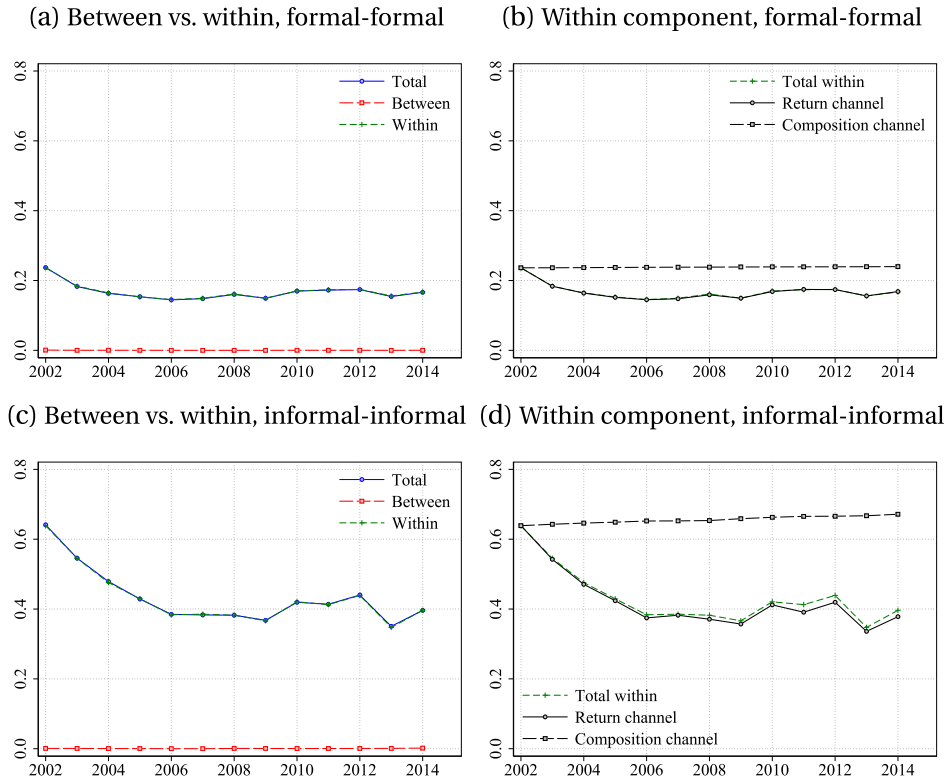 (a) Between vs. within, formal-formal
(b) Within component, formal-formal
0.8
0.6
0.4
0.2
0.0
Total
Between
Within
2002 2004 2006 2008 2010 2012 2014
0.8
0.6
0.4
0.2
0.0
Total within
Return channel
Composition channel
2002 2004 2006 2008 2010 2012 2014
(c) Between vs. within, informal-informal
(d) Within component, informal-informal
0.8
0.6
0.4
0.2
0.0
Total
Between
Within
2002 2004 2006 2008 2010 2012 2014
0.8
0.6
0.4
0.2
0.0
Total within
Return channel
Composition channel
2002 2004 2006 2008 2010 2012 2014